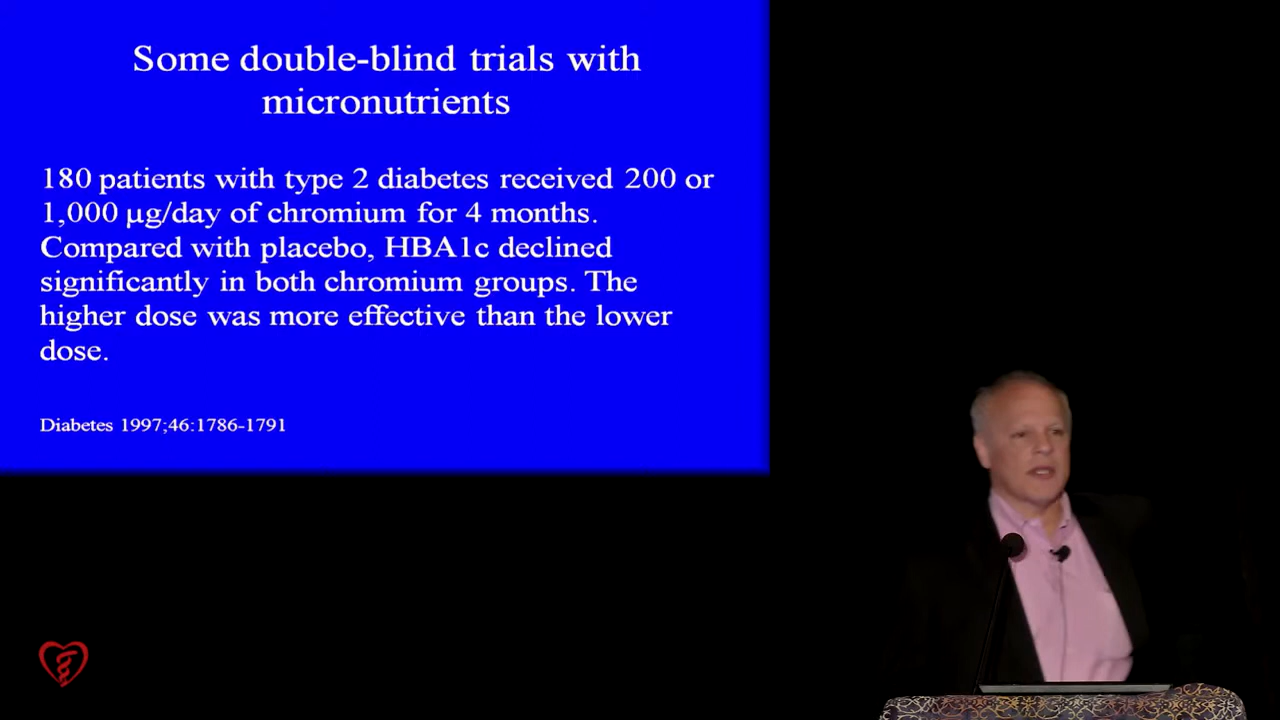 Some double-blind trials with
micronutrients
180 patients with type 2 diabetes received 200 or
1,000 µg/day of chromium for 4 months.
Compared with placebo, HBA1c declined
significantly in both chromium groups. The
higher dose was more effective than the lower
dose.
Diabetes 1997;46:1786-1791